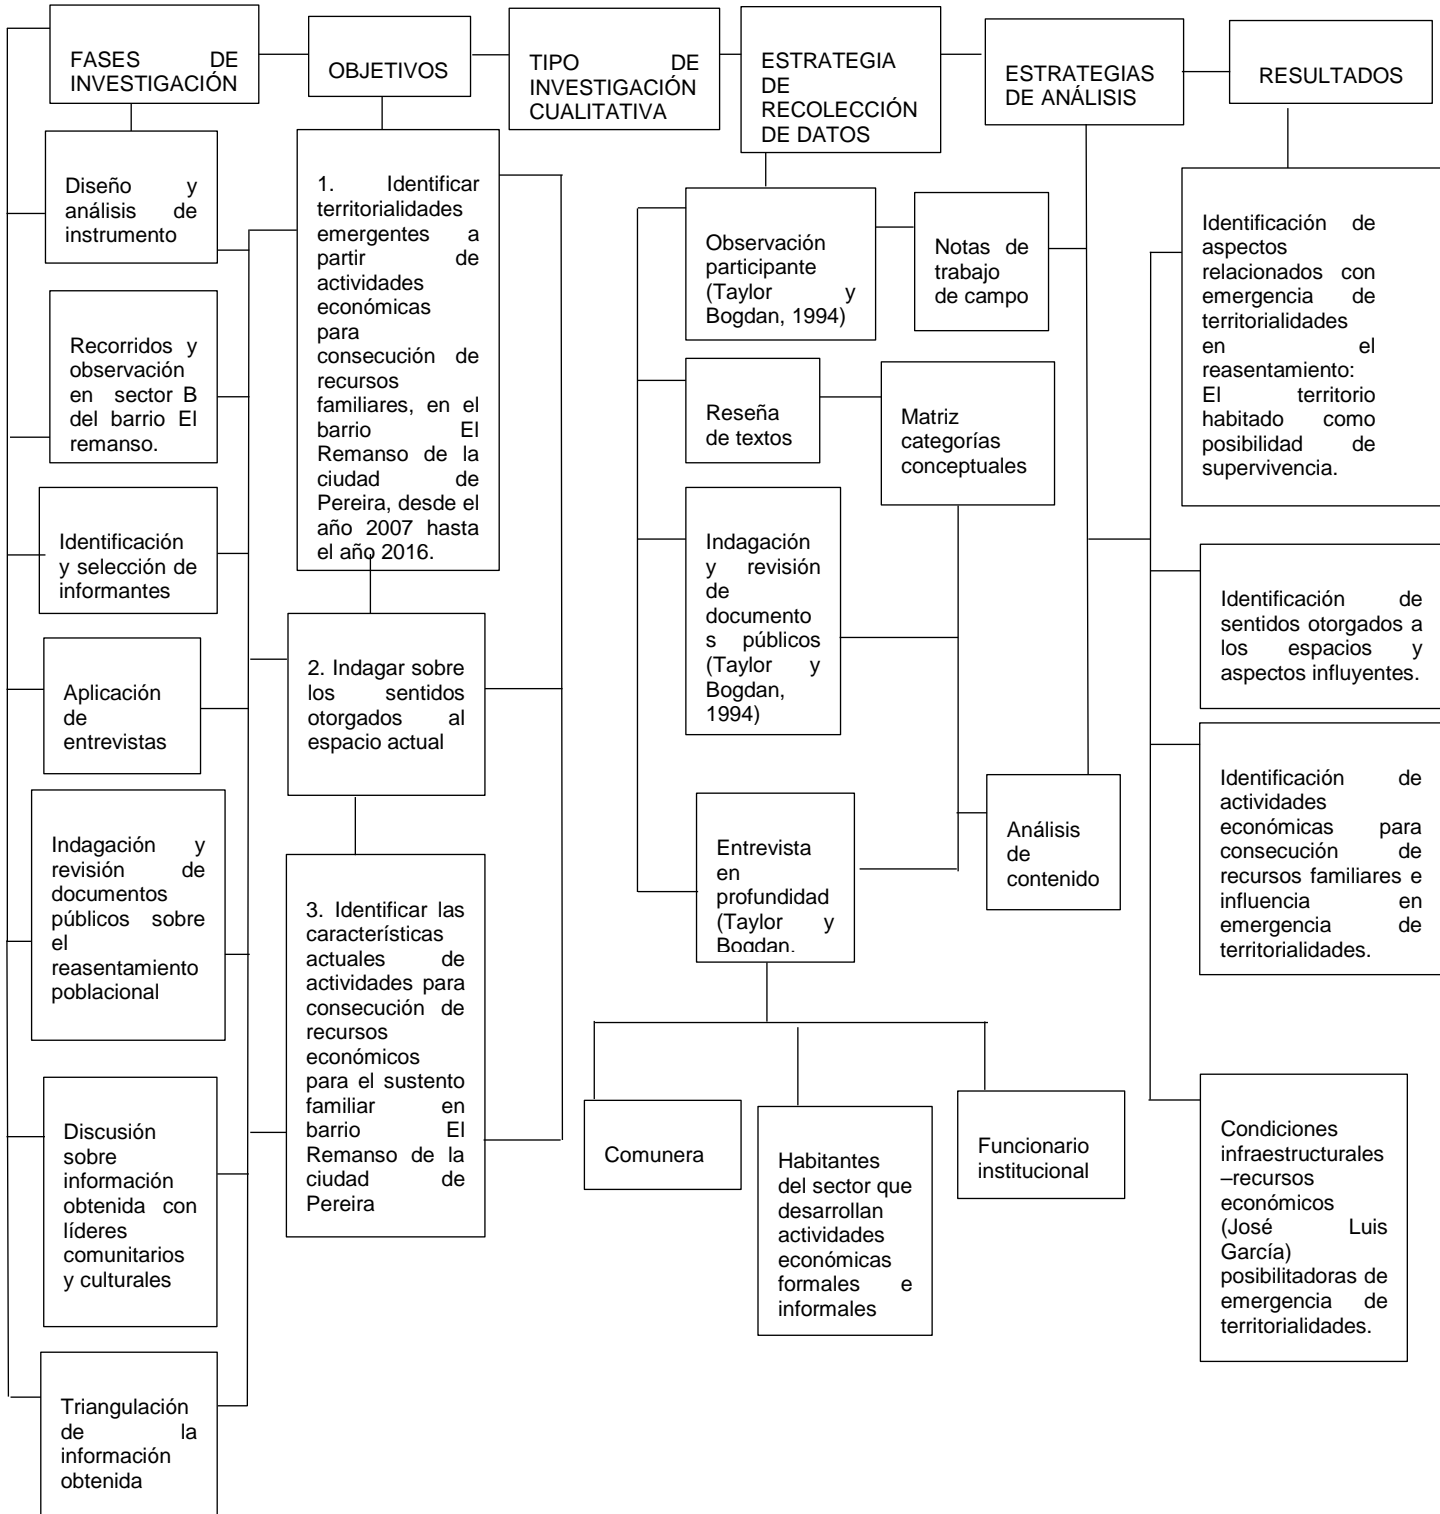 FASES DE
INVESTIGACIÓN
OBJETIVOS
TIPO DE
INVESTIGACIÓN
CUALITATIVA
ESTRATEGIA
DE
RECOLECCIÓN
DE DATOS
ESTRATEGIAS
DE ANÁLISIS
RESULTADOS
Diseño y
análisis de
instrumento
Recorridos y
observación
en sector B
del barrio El
remanso.
Identificación
y selección de
informantes
Aplicación
de
entrevistas
Indagación y
revisión de
documentos
públicos sobre
el
reasentamiento
poblacional
Discusión
sobre
información
obtenida con
líderes
comunitarios
y culturales
Triangulación
de la
información
obtenida
1. Identificar
territorialidades
emergentes a
partir de
actividades
económicas
para
consecución de
recursos
familiares, en el
barrio El
Remanso de la
ciudad de
Pereira, desde el
año 2007 hasta
el año 2016.
2. Indagar sobre
los sentidos
otorgados al
espacio actual
3. Identificar las
características
actuales de
actividades para
consecución de
recursos
económicos
para el sustento
familiar en
barrio El
Remanso de la
ciudad de
Pereira
Observación
participante
(Taylor y
Bogdan, 1994)
Reseña
de textos
Indagación
y revisión
de
documento
s públicos
(Taylor y
Bogdan,
1994)
Entrevista
en
profundidad
(Taylor y
Bogdan.
Comunera
Habitantes
del sector que
desarrollan
actividades
económicas
formales e
informales
Funcionario
institucional
Notas de
trabajo
de campo
Matriz
categorías
conceptuales
Análisis
de
contenido
Identificación de
aspectos
relacionados con
emergencia de
territorialidades
en el
reasentamiento:
El territorio
habitado como
posibilidad de
supervivencia.
Identificación de
sentidos otorgados a
los espacios y
aspectos influyentes.
Identificación de
actividades
económicas para
consecución de
recursos familiares e
influencia en
emergencia de
territorialidades.
Condiciones
infraestructurales
–recursos
económicos
(José Luis
García)
posibilitadoras de
emergencia de
territorialidades.